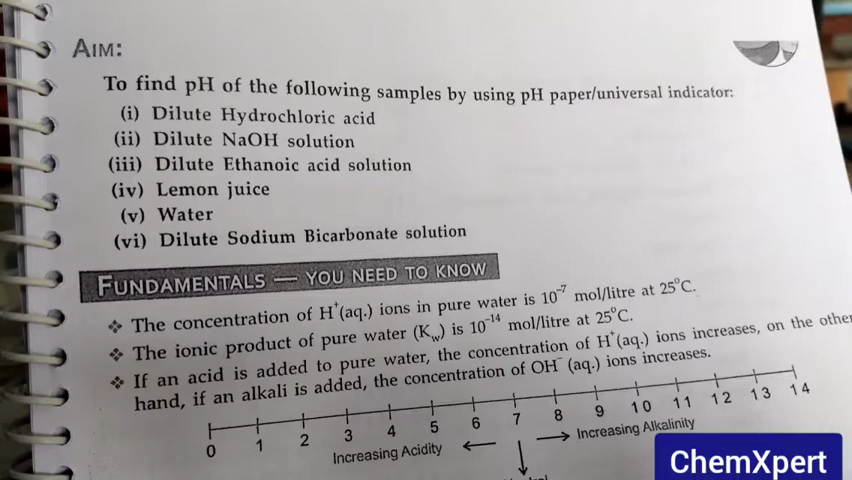 AIM:
To find pH of the following samples by using pH paper/universal indicator:
(i) Dilute Hydrochloric acid
(ii) Dilute NaOH solution
(iii) Dilute Ethanoic acid solution
(iv) Lemon juice
(v) Water
(vi) Dilute Sodium Bicarbonate solution
FUNDAMENTALS — YOU NEED TO KNOW
❖ The concentration of H⁺(aq.) ions in pure water is 10⁻⁷ mol/litre at 25°C.
❖ The ionic product of pure water (Kw) is 10⁻¹⁴ mol/litre at 25°C.
❖ If an acid is added to pure water, the concentration of H⁺(aq.) ions increases, on the other
hand, if an alkali is added, the concentration of OH⁻ (aq.) ions increases.
0 1 2 3 4 5 6 7 8 9 10 11 12 13 14
Increasing Acidity ← → Increasing Alkalinity
ChemXpert